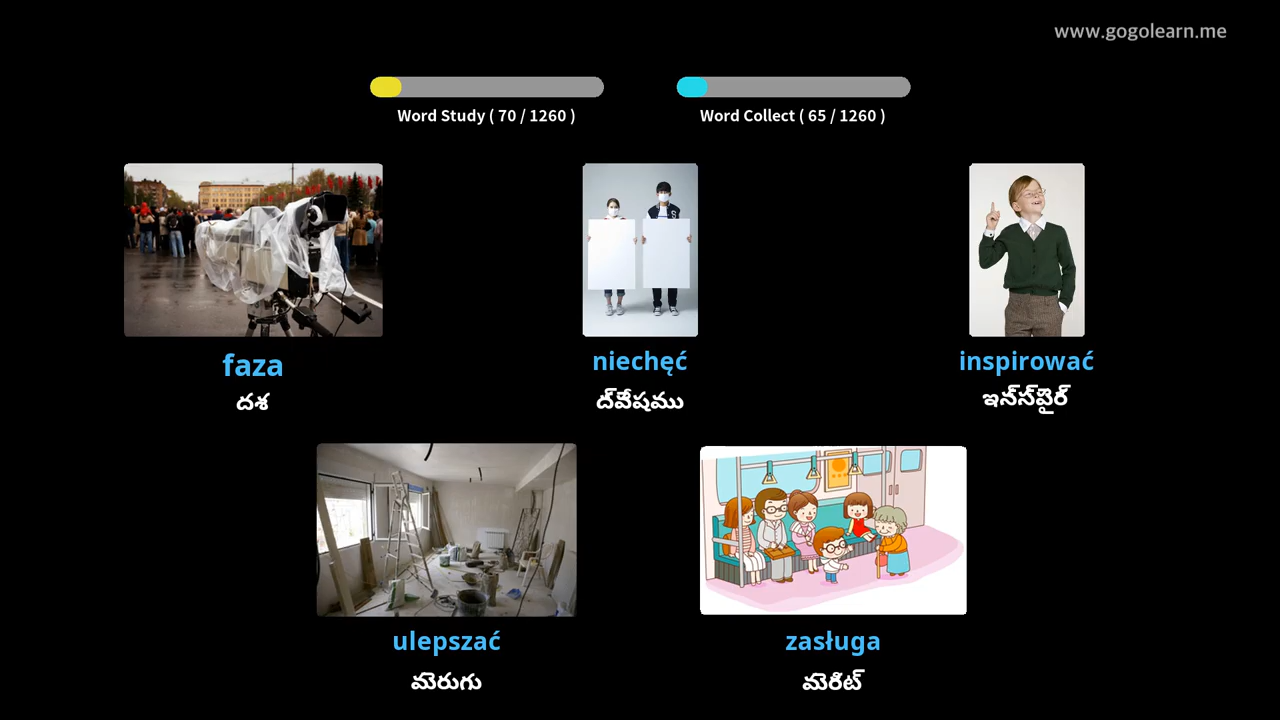 www.gogolearn.me
Word Study ( 70 / 1260 )
Word Collect ( 65 / 1260 )
faza
niechęć
inspirować
దశ
ద్వేషము
ఇన్స్పైర్
ulepszać
zasługa
మెరుగు
మెరిట్